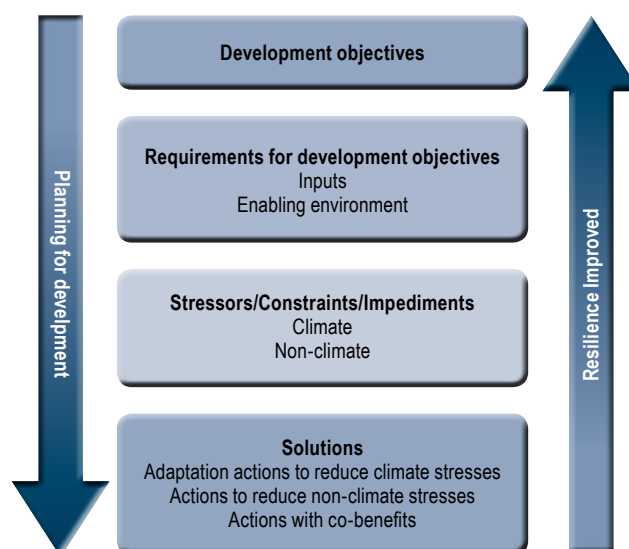 Development objectives
Requirements for development objectives
Inputs
Enabling environment
Stressors/Constraints/Impediments
Climate
Non-climate
Solutions
Adaptation actions to reduce climate stresses
Actions to reduce non-climate stresses
Actions with co-benefits
Planning for develpment
Resilience Improved